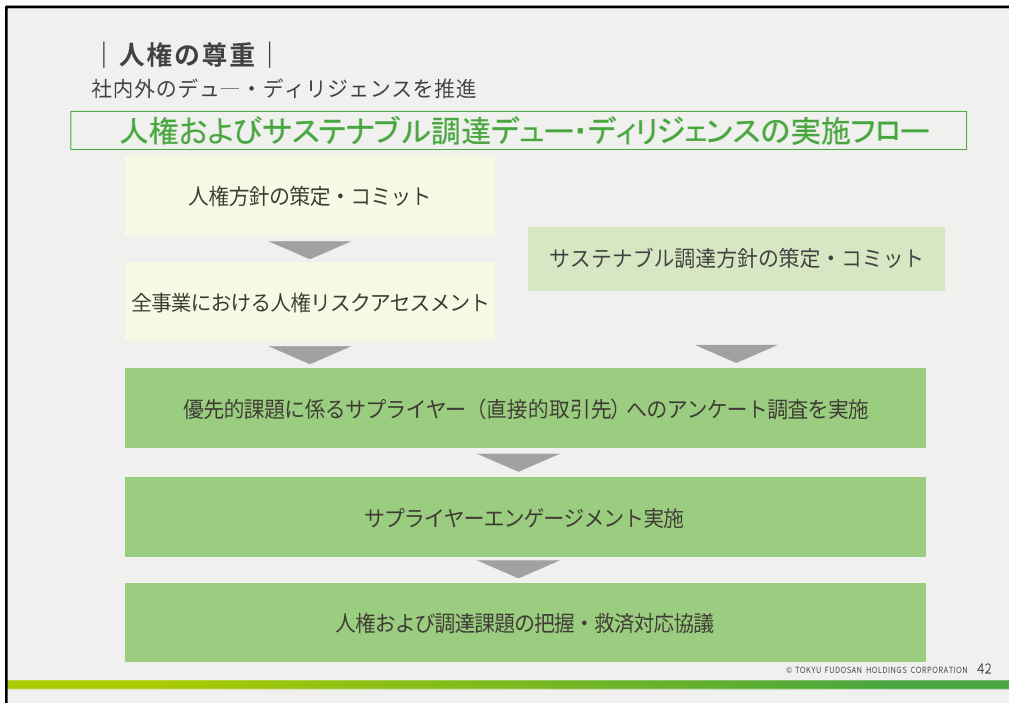 ｜人権の尊重｜
社内外のデュ―・ディリジェンスを推進
人権およびサステナブル調達デュー・ディリジェンスの実施フロー
人権方針の策定・コミット
サステナブル調達方針の策定・コミット
全事業における人権リスクアセスメント
優先的課題に係るサプライヤー（直接的取引先）へのアンケート調査を実施
サプライヤーエンゲージメント実施
人権および調達課題の把握・救済対応協議
© TOKYU FUDOSAN HOLDINGS CORPORATION 42